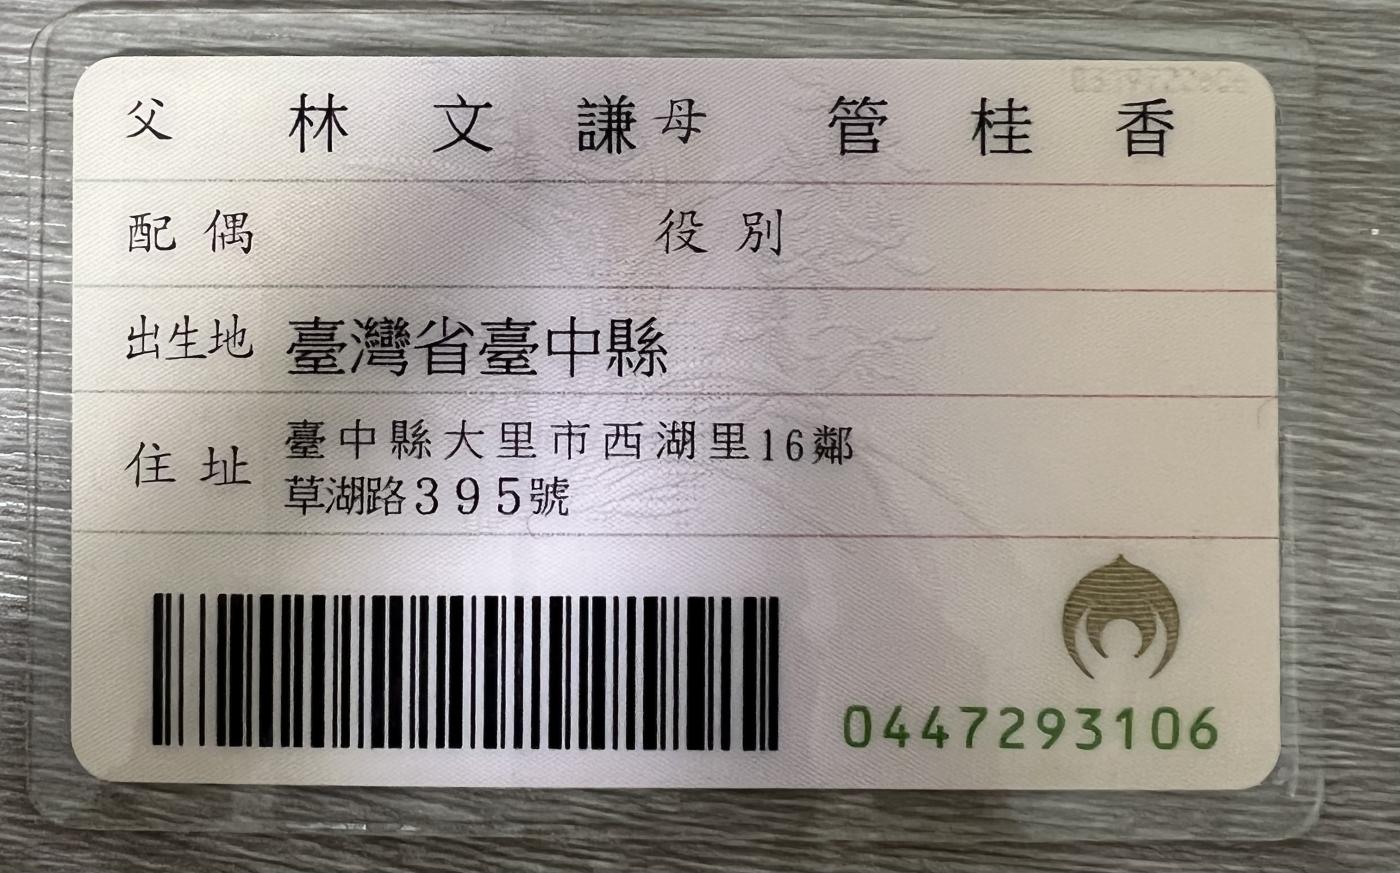 父 林文謙 母 管桂香
配偶 役別
出生地 臺灣省臺中縣
住址 臺中縣大里市西湖里16鄰
草湖路395號
0447293106